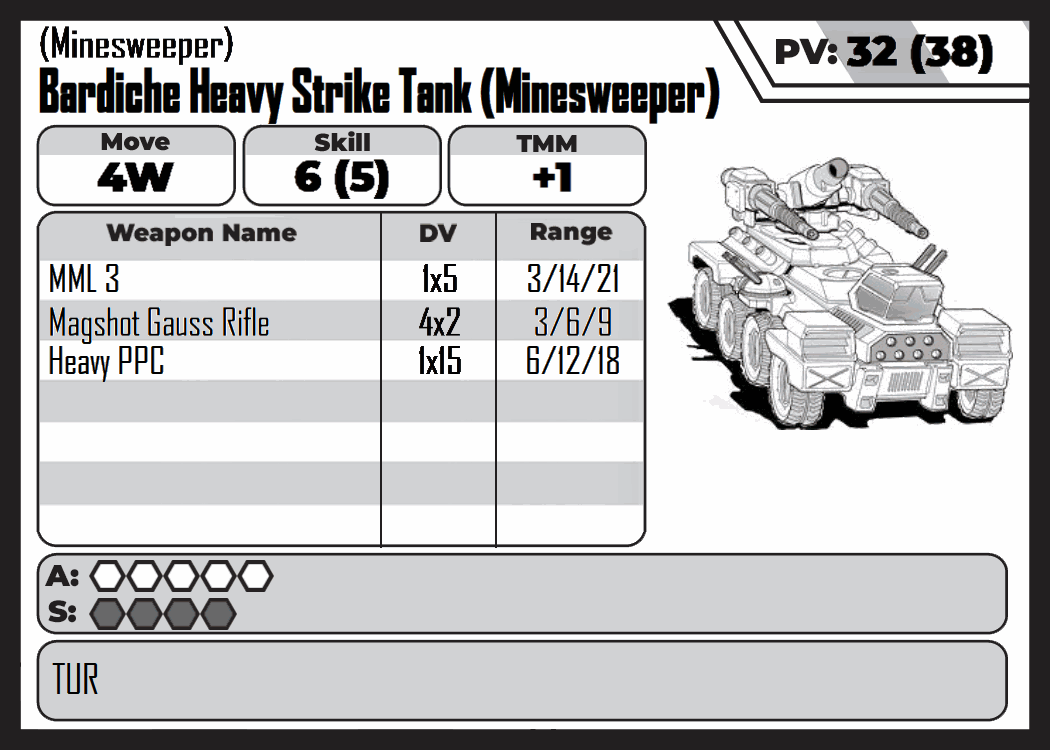 (Minesweeper)
PV: 32 (38)
Bardiche Heavy Strike Tank (Minesweeper)
Move Skill TMM
4W 6 (5) +1
Weapon Name DV Range
MML 3 1x5 3/14/21
Magshot Gauss Rifle 4x2 3/6/9
Heavy PPC 1x15 6/12/18
A:
S:
TUR